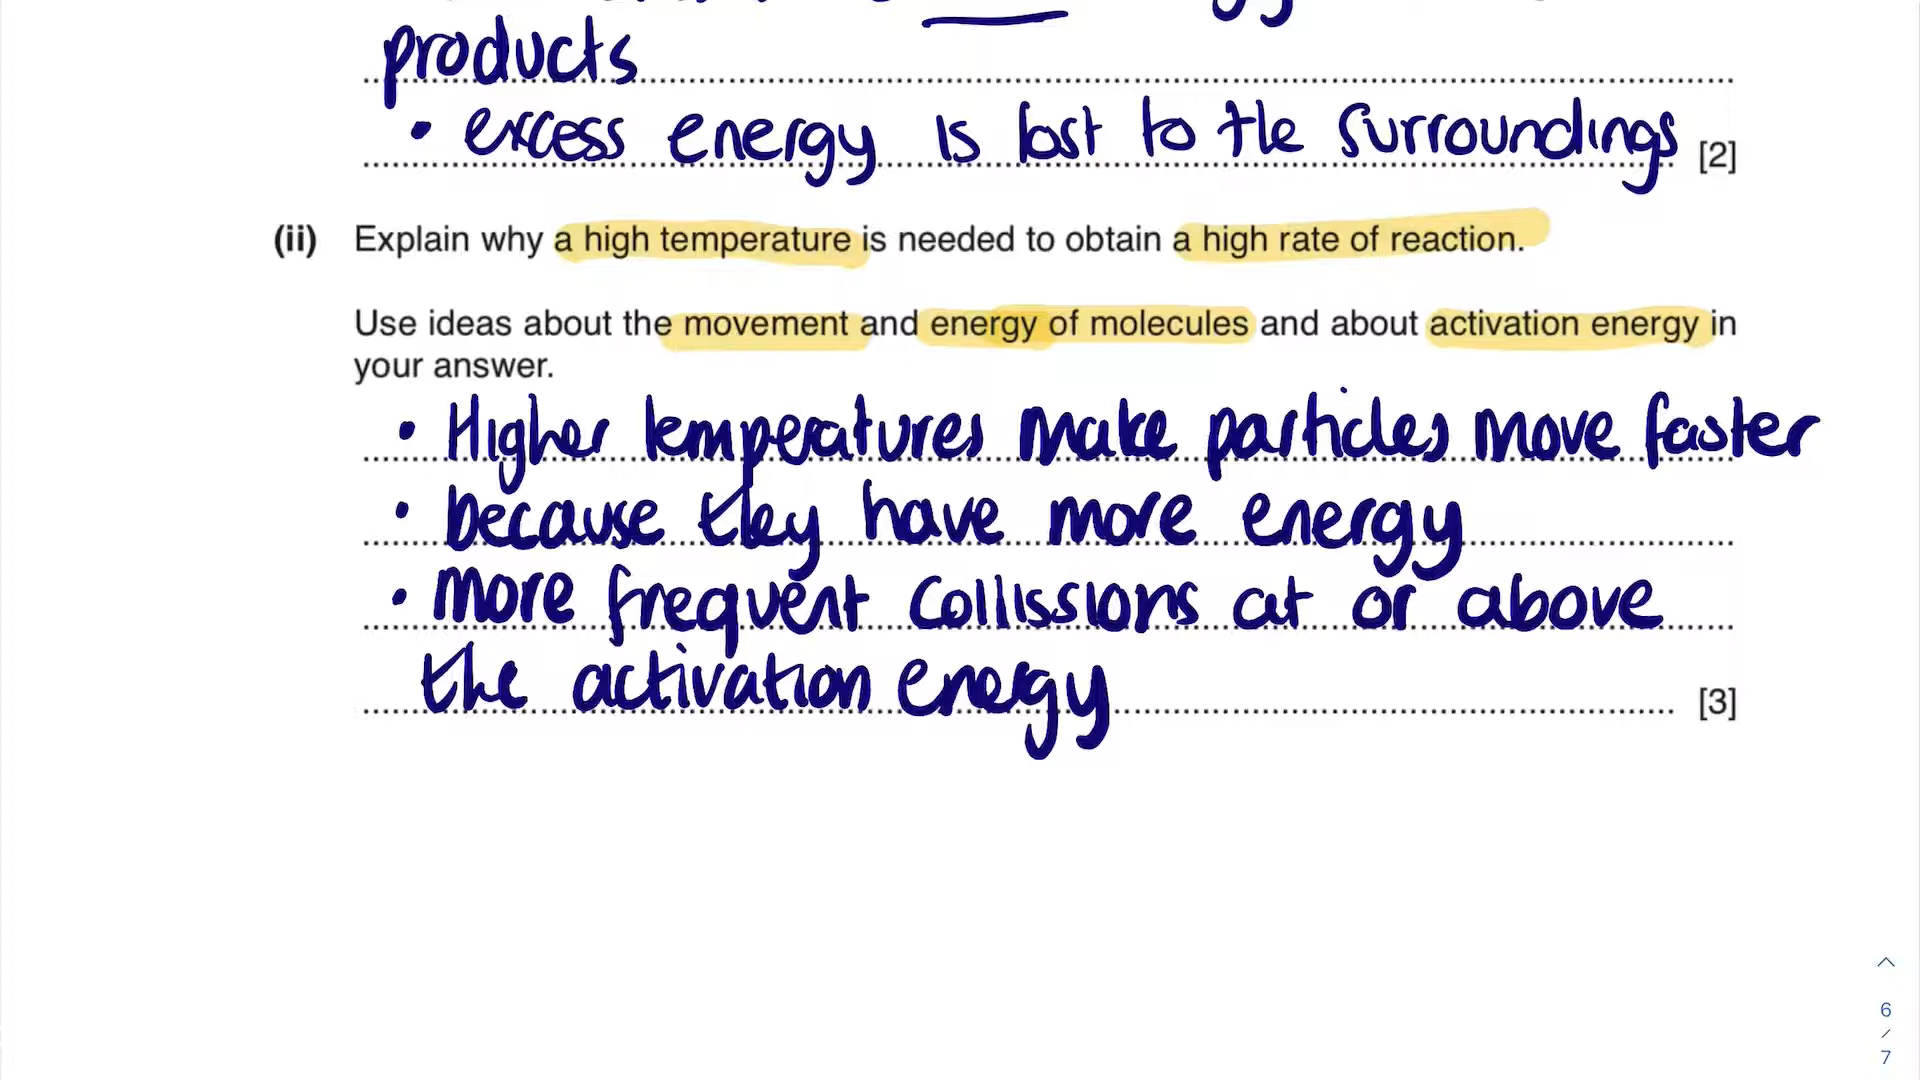 products
• excess energy is lost to the surroundings [2]
(ii) Explain why a high temperature is needed to obtain a high rate of reaction.
Use ideas about the movement and energy of molecules and about activation energy in
your answer.
• Higher temperatures make particles move faster
• because they have more energy
• more frequent collissions at or above
the activation energy [3]
6
/
7